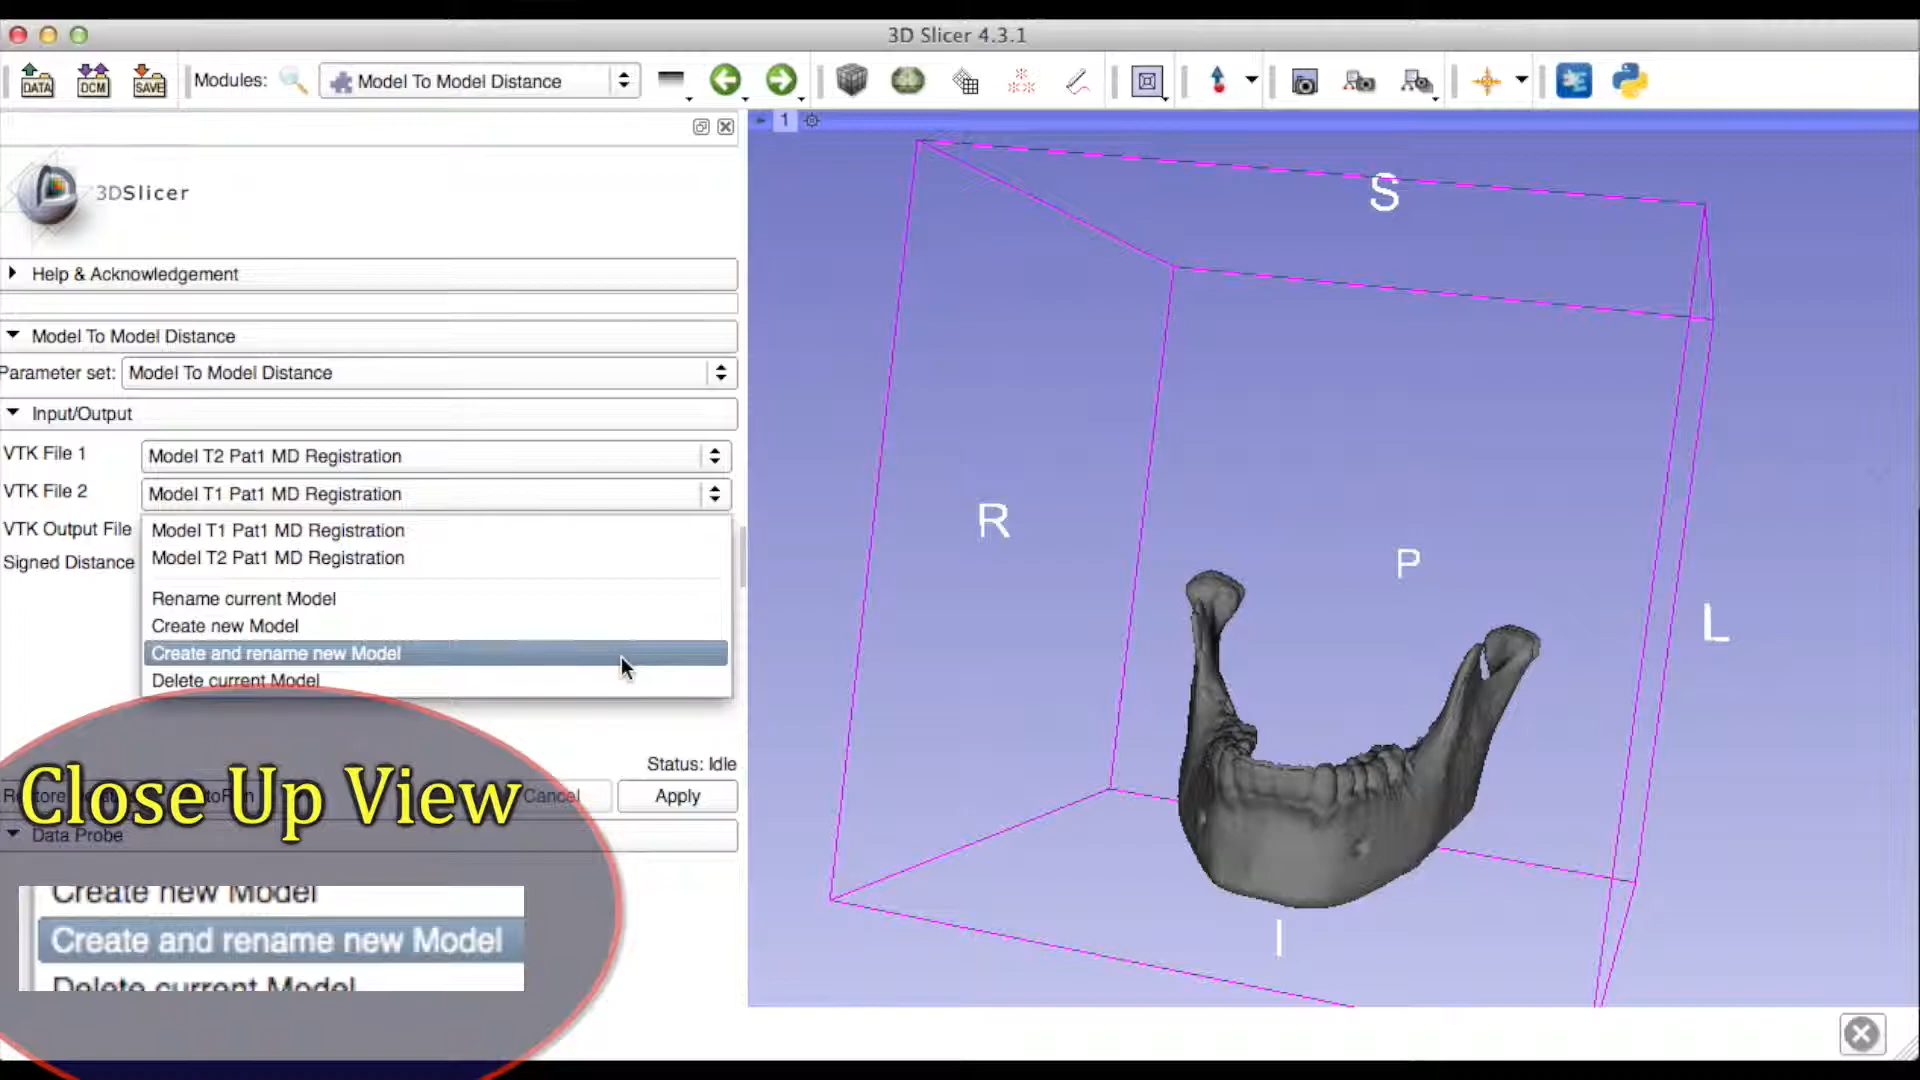 3D Slicer 4.3.1
DATA
DCM
SAVE
Modules:
Model To Model Distance
1
3DSlicer
Help & Acknowledgement
Model To Model Distance
Parameter set:
Model To Model Distance
Input/Output
VTK File 1
Model T2 Pat1 MD Registration
VTK File 2
Model T1 Pat1 MD Registration
VTK Output File
Model T1 Pat1 MD Registration
Model T2 Pat1 MD Registration
Signed Distance
Rename current Model
Create new Model
Create and rename new Model
Delete current Model
Status: Idle
Cancel
Apply
Close Up View
Data Probe
Create new Model
Create and rename new Model
Delete current Model
S
R
P
L
I